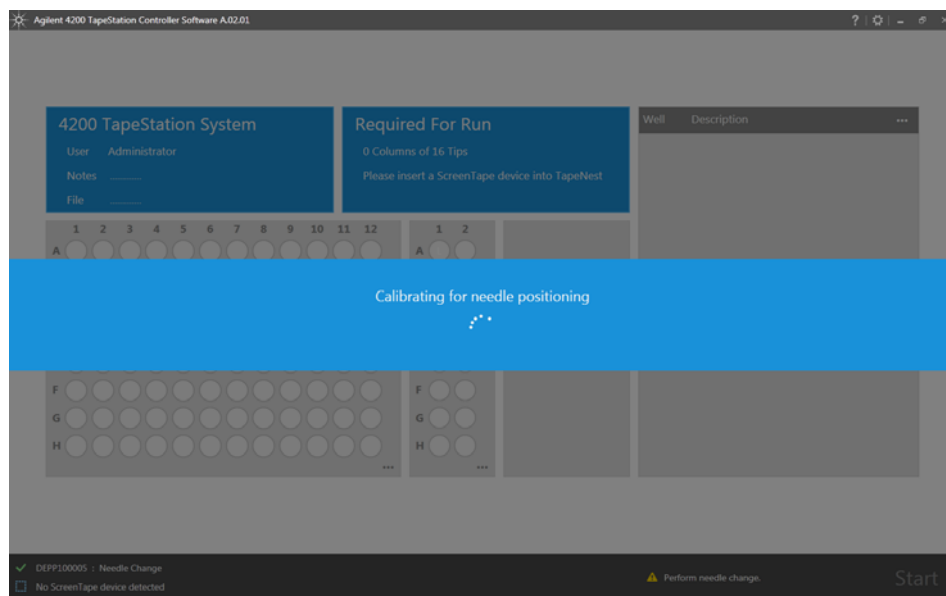 Agilent 4200 TapeStation Controller Software A.02.01
?
4200 TapeStation System
User Administrator
Notes
File
Required For Run
0 Columns of 16 Tips
Please insert a ScreenTape device into TapeNest
Well Description ...
1 2 3 4 5 6 7 8 9 10 11 12
A
1 2
A
Calibrating for needle positioning
F
G
H
...
F
G
H
...
DEPP100005 : Needle Change
No ScreenTape device detected
Perform needle change.
Start